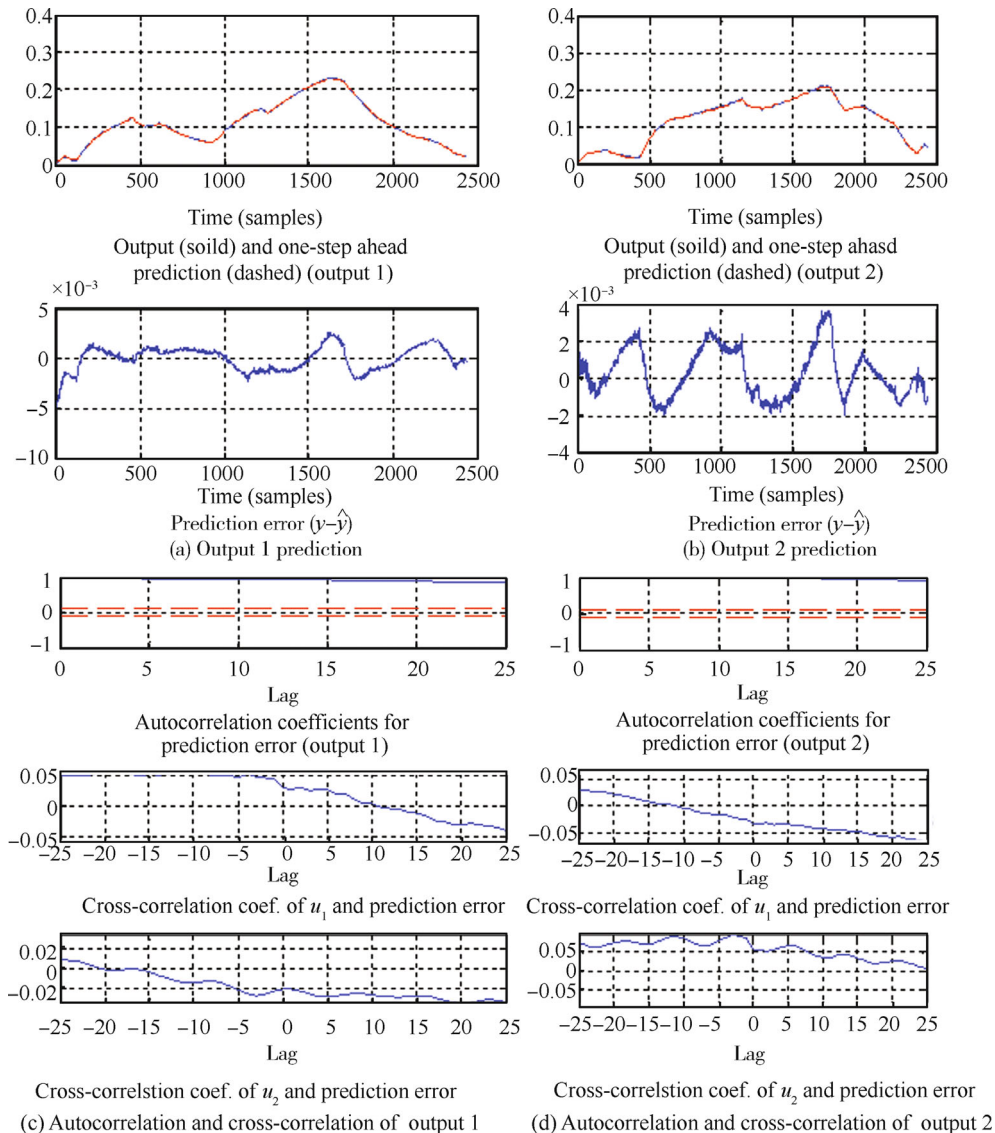 0.4
0.3
0.2
0.1
0
0 500 1000 1500 2000 2500
Time (samples)
Output (soild) and one-step ahead
prediction (dashed) (output 1)
0.4
0.3
0.2
0.1
0
0 500 1000 1500 2000 2500
Time (samples)
Output (soild) and one-step ahasd
prediction (dashed) (output 2)
×10−3
5
0
−5
−10
0 500 1000 1500 2000 2500
Time (samples)
Prediction error (y−ŷ)
(a) Output 1 prediction
×10−3
4
2
0
−2
−4
0 500 1000 1500 2000 2500
Time (samples)
Prediction error (y−ŷ)
(b) Output 2 prediction
1
0
−1
0 5 10 15 20 25
Lag
Autocorrelation coefficients for
prediction error (output 1)
1
0
−1
0 5 10 15 20 25
Lag
Autocorrelation coefficients for
prediction error (output 2)
0.05
0
−0.05
−25 −20 −15 −10 −5 0 5 10 15 20 25
Lag
Cross-correlation coef. of u1 and prediction error
0.05
0
−0.05
−25 −20 −15 −10 −5 0 5 10 15 20 25
Lag
Cross-correlation coef. of u1 and prediction error
0.02
0
−0.02
−25 −20 −15 −10 −5 0 5 10 15 20 25
Lag
Cross-correlstion coef. of u2 and prediction error
(c) Autocorrelation and cross-correlation of output 1
0.05
0
−0.05
−25 −20 −15 −10 −5 0 5 10 15 20 25
Lag
Cross-correlation coef. of u2 and prediction error
(d) Autocorrelation and cross-correlation of output 2